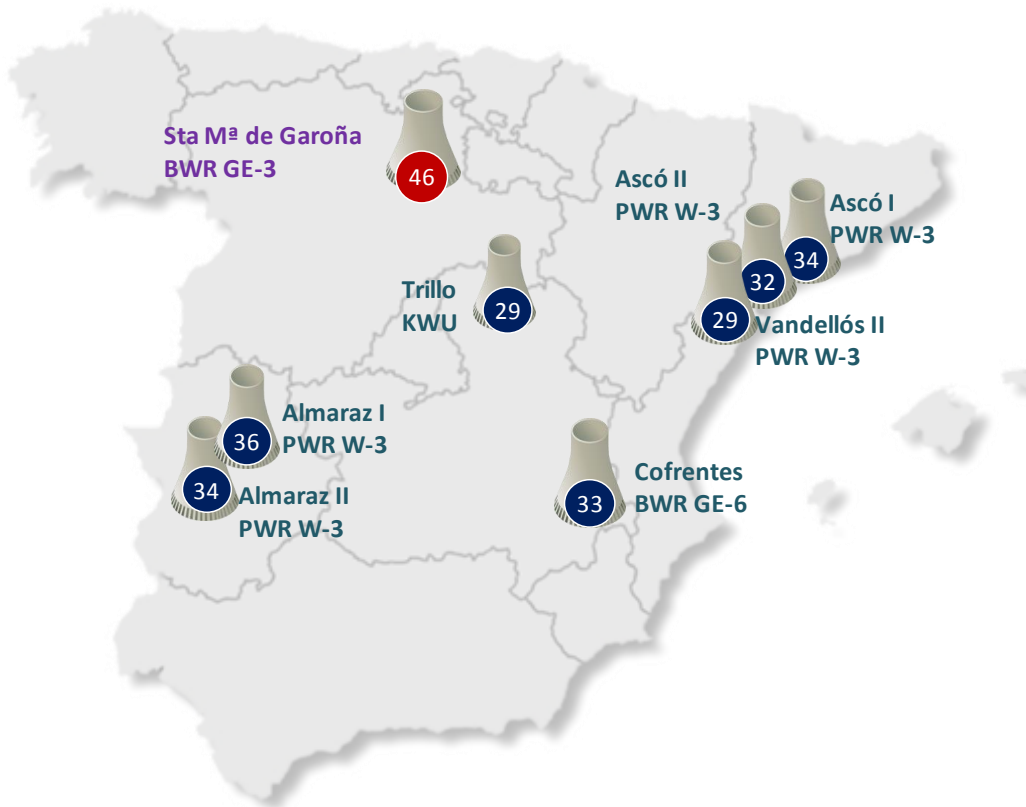 Sta Mª de Garoña
BWR GE-3
46
Ascó II
PWR W-3
Ascó I
PWR W-3
34
32
29
Vandellós II
PWR W-3
Trillo
KWU
29
Almaraz I
PWR W-3
36
34
Almaraz II
PWR W-3
Cofrentes
BWR GE-6
33